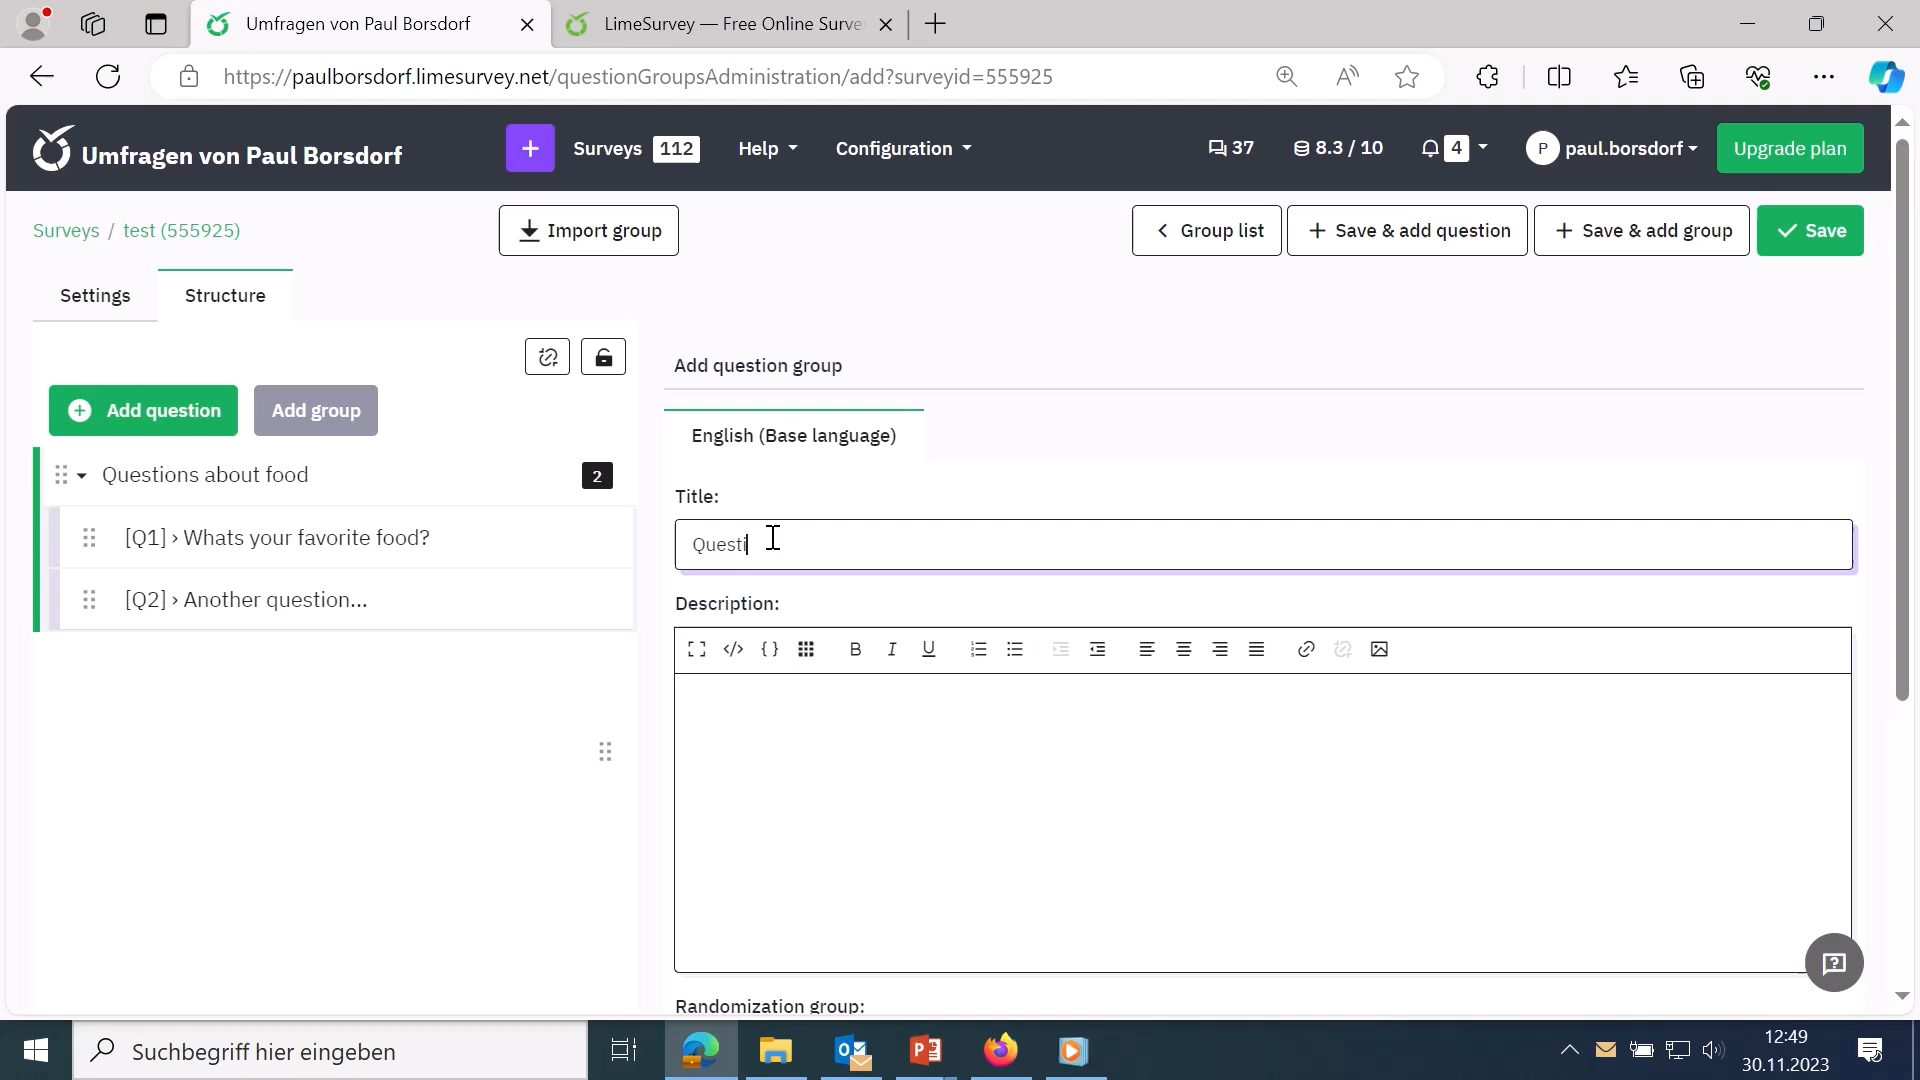 Umfragen von Paul Borsdorf
LimeSurvey — Free Online Surve
https://paulborsdorf.limesurvey.net/questionGroupsAdministration/add?surveyid=555925
Umfragen von Paul Borsdorf
+ Surveys 112 Help Configuration 37 8.3 / 10 4 P paul.borsdorf Upgrade plan
Surveys / test (555925) Import group Group list + Save & add question + Save & add group Save
Settings Structure
Add question group
Add question Add group
English (Base language)
Questions about food 2
Title:
[Q1] › Whats your favorite food?
Questi
[Q2] › Another question...
Description:
B I U
Randomization group:
Suchbegriff hier eingeben
12:49
30.11.2023